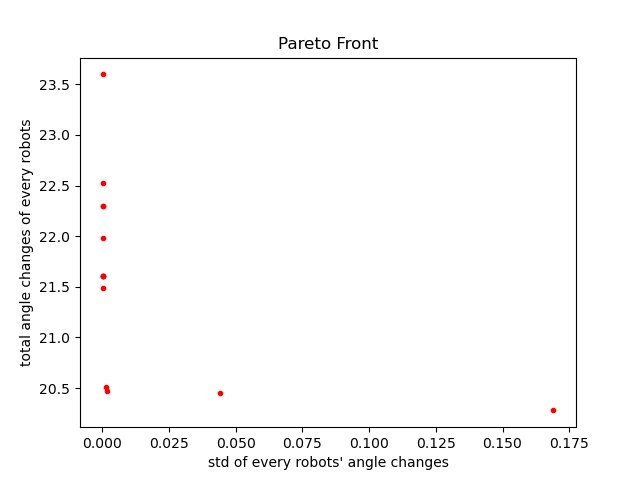 Pareto Front
total angle changes of every robots
23.5
23.0
22.5
22.0
21.5
21.0
20.5
0.000 0.025 0.050 0.075 0.100 0.125 0.150 0.175
std of every robots' angle changes